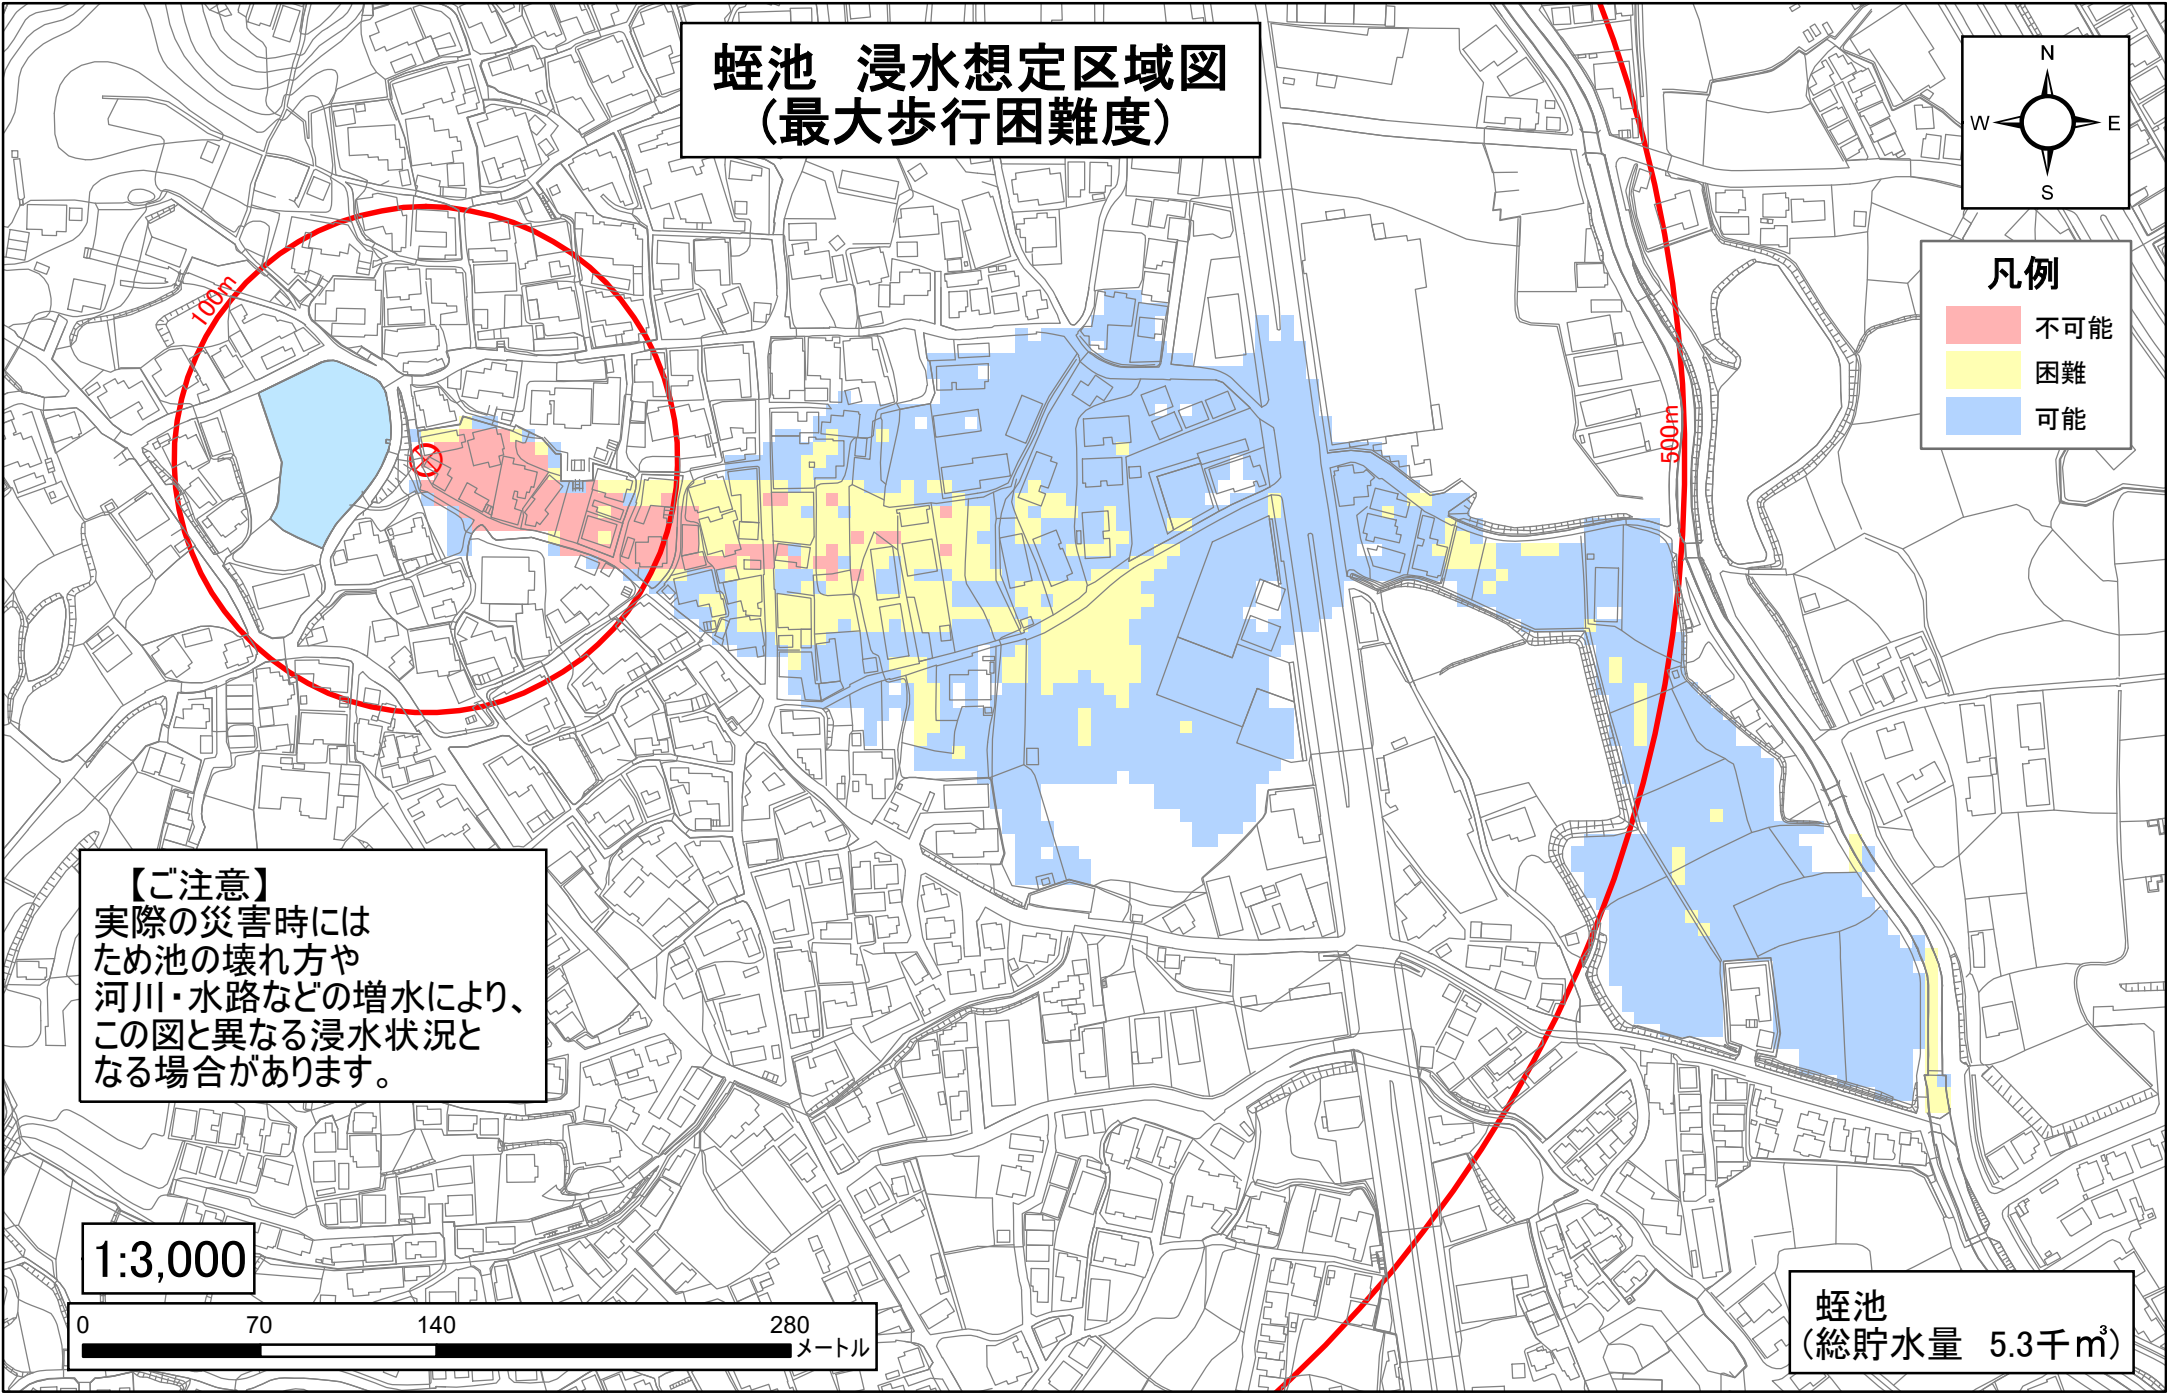 蛭池　浸水想定区域図
(最大歩行困難度)
N
W
E
S
凡例
不可能
困難
可能
100m
500m
【ご注意】
実際の災害時には
ため池の壊れ方や
河川・水路などの増水により、
この図と異なる浸水状況と
なる場合があります。
1:3,000
0 70 140 280
メートル
蛭池
(総貯水量　5.3千㎥)